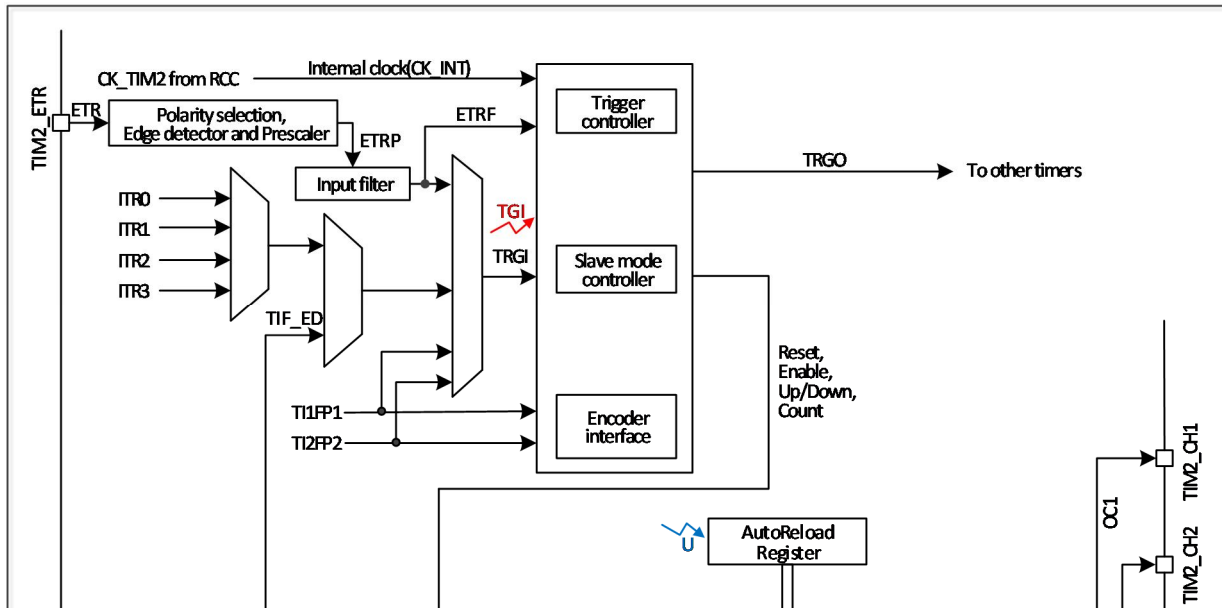 CK_TIM2 from RCC
Internal clock(CK_INT)
TIM2_ETR
ETR
Polarity selection,
Edge detector and Prescaler
ETRP
ETRF
Input filter
Trigger
controller
TRGO
To other timers
ITR0
ITR1
ITR2
ITR3
TGI
TRGI
Slave mode
controller
TIF_ED
Reset,
Enable,
Up/Down,
Count
TI1FP1
TI2FP2
Encoder
interface
U
AutoReload
Register
OC1
TIM2_CH1
TIM2_CH2